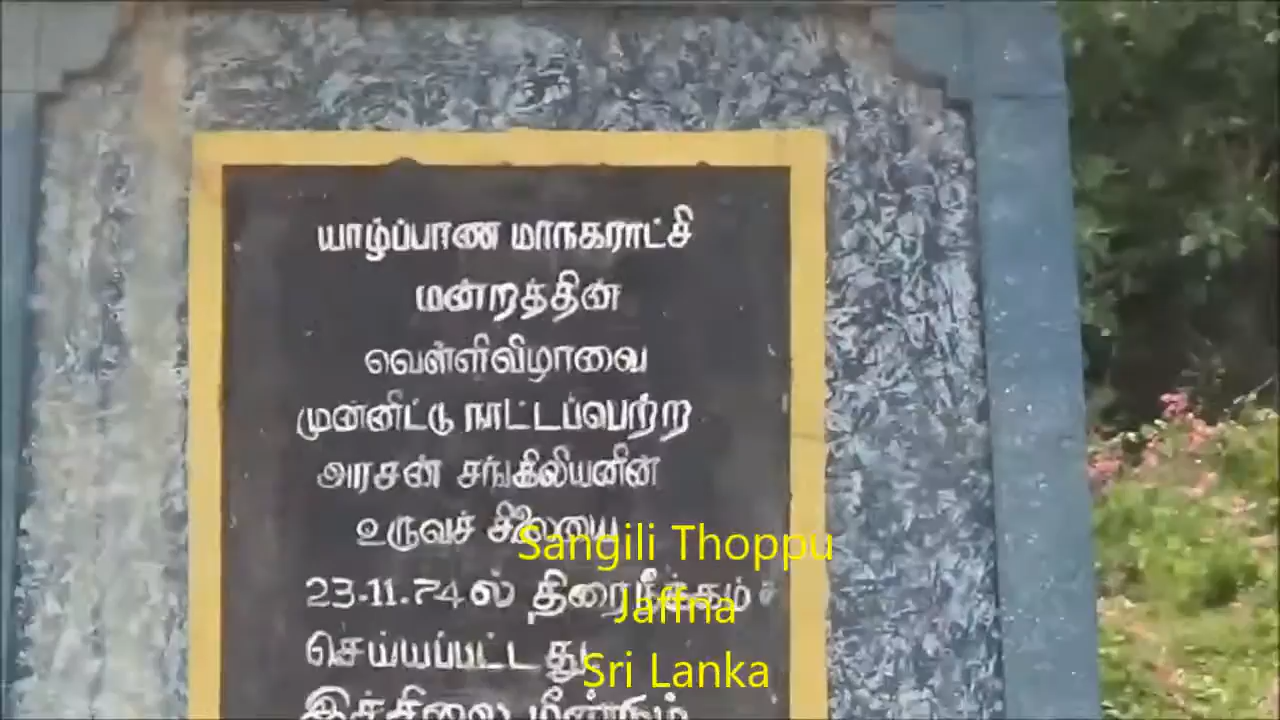 யாழ்ப்பாண மாநகராட்சி
மன்றத்தின்
வெள்ளிவிழாவை
முன்னிட்டு நாட்டப்பெற்ற
அரசன் சங்கிலியனின்
உருவச் சிலையை
23.11.74ல் திரைநீக்கம்
செய்யப்பட்டது
இச்சிலை மீண்டும்
Sangili Thoppu
Jaffna
Sri Lanka